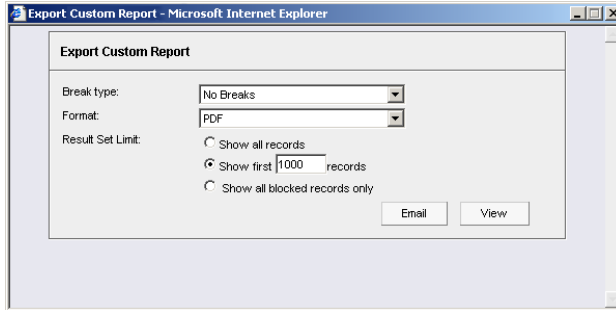 Export Custom Report - Microsoft Internet Explorer
Export Custom Report
Break type: No Breaks
Format: PDF
Result Set Limit: Show all records
Show first 1000 records
Show all blocked records only
Email View